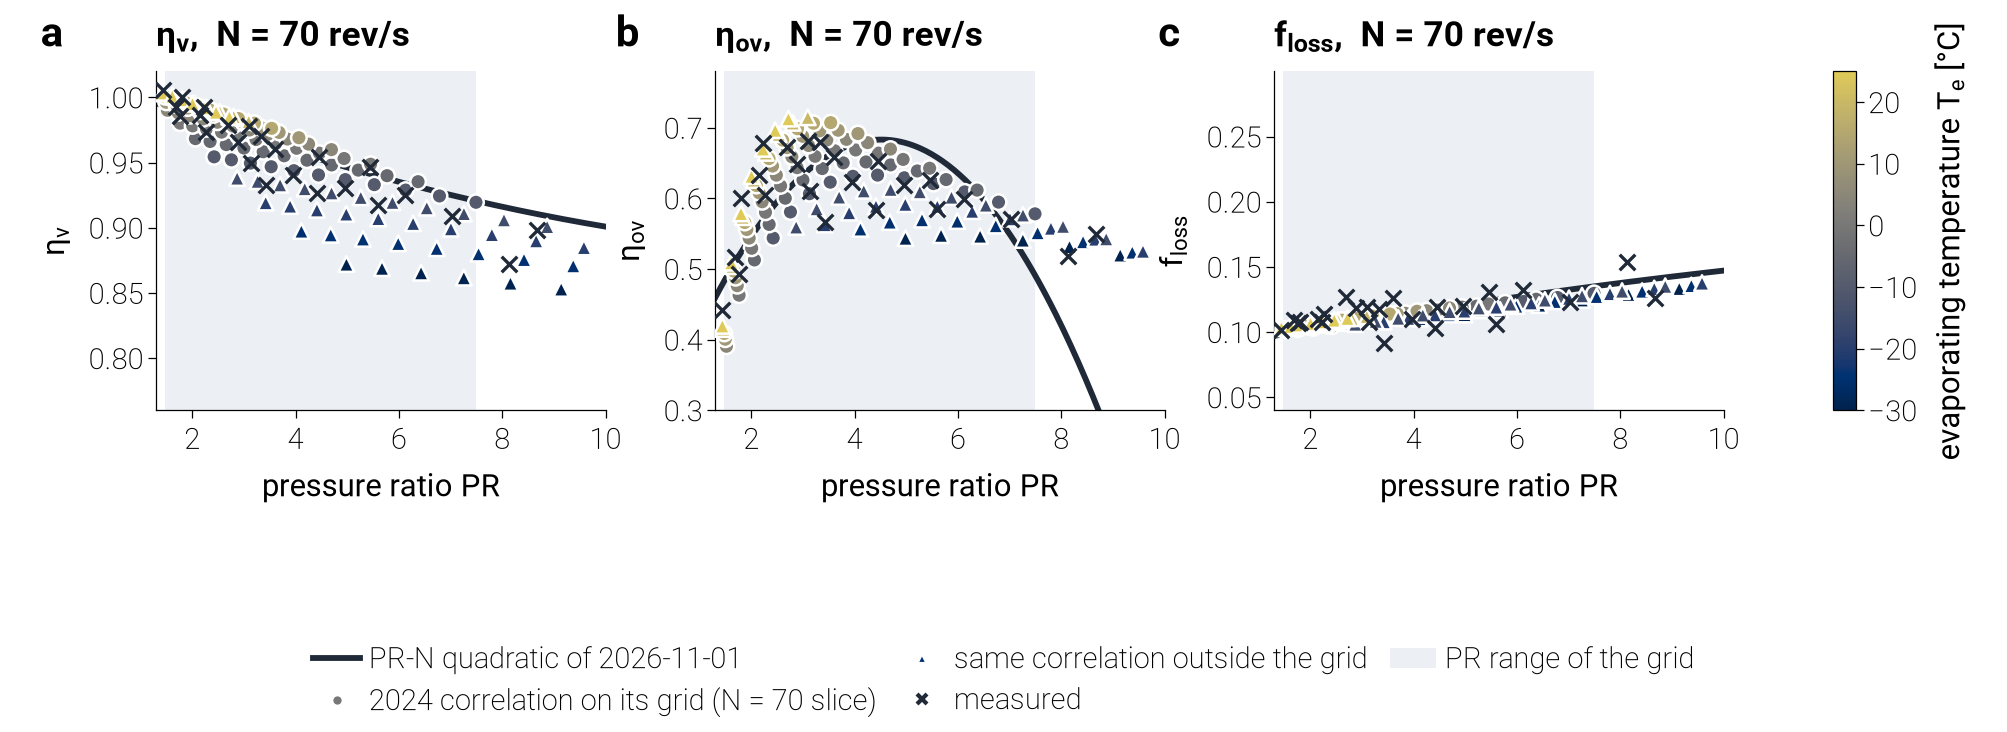 a
ηv, N = 70 rev/s
1.00
0.95
0.90
0.85
0.80
ηv
2
4
6
8
10
pressure ratio PR
b
ηov, N = 70 rev/s
0.7
0.6
0.5
0.4
0.3
ηov
2
4
6
8
10
pressure ratio PR
c
floss, N = 70 rev/s
0.25
0.20
0.15
0.10
0.05
floss
2
4
6
8
10
pressure ratio PR
20
10
0
−10
−20
−30
evaporating temperature Te [°C]
PR-N quadratic of 2026-11-01
2024 correlation on its grid (N = 70 slice)
same correlation outside the grid
measured
PR range of the grid